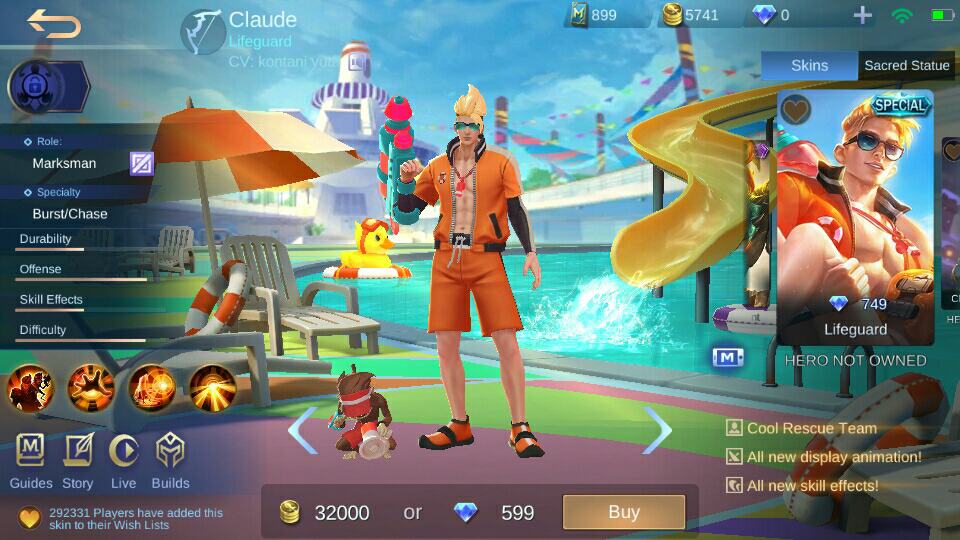 Claude
Lifeguard
CV: kontani yut
899
5741
0
Skins
Sacred Statue
SPECIAL
Role:
Marksman
Specialty
Burst/Chase
Durability
Offense
Skill Effects
Difficulty
749
Lifeguard
HERO NOT OWNED
M
Cool Rescue Team
All new display animation!
All new skill effects!
Guides
Story
Live
Builds
292331 Players have added this
skin to their Wish Lists
32000 or 599
Buy